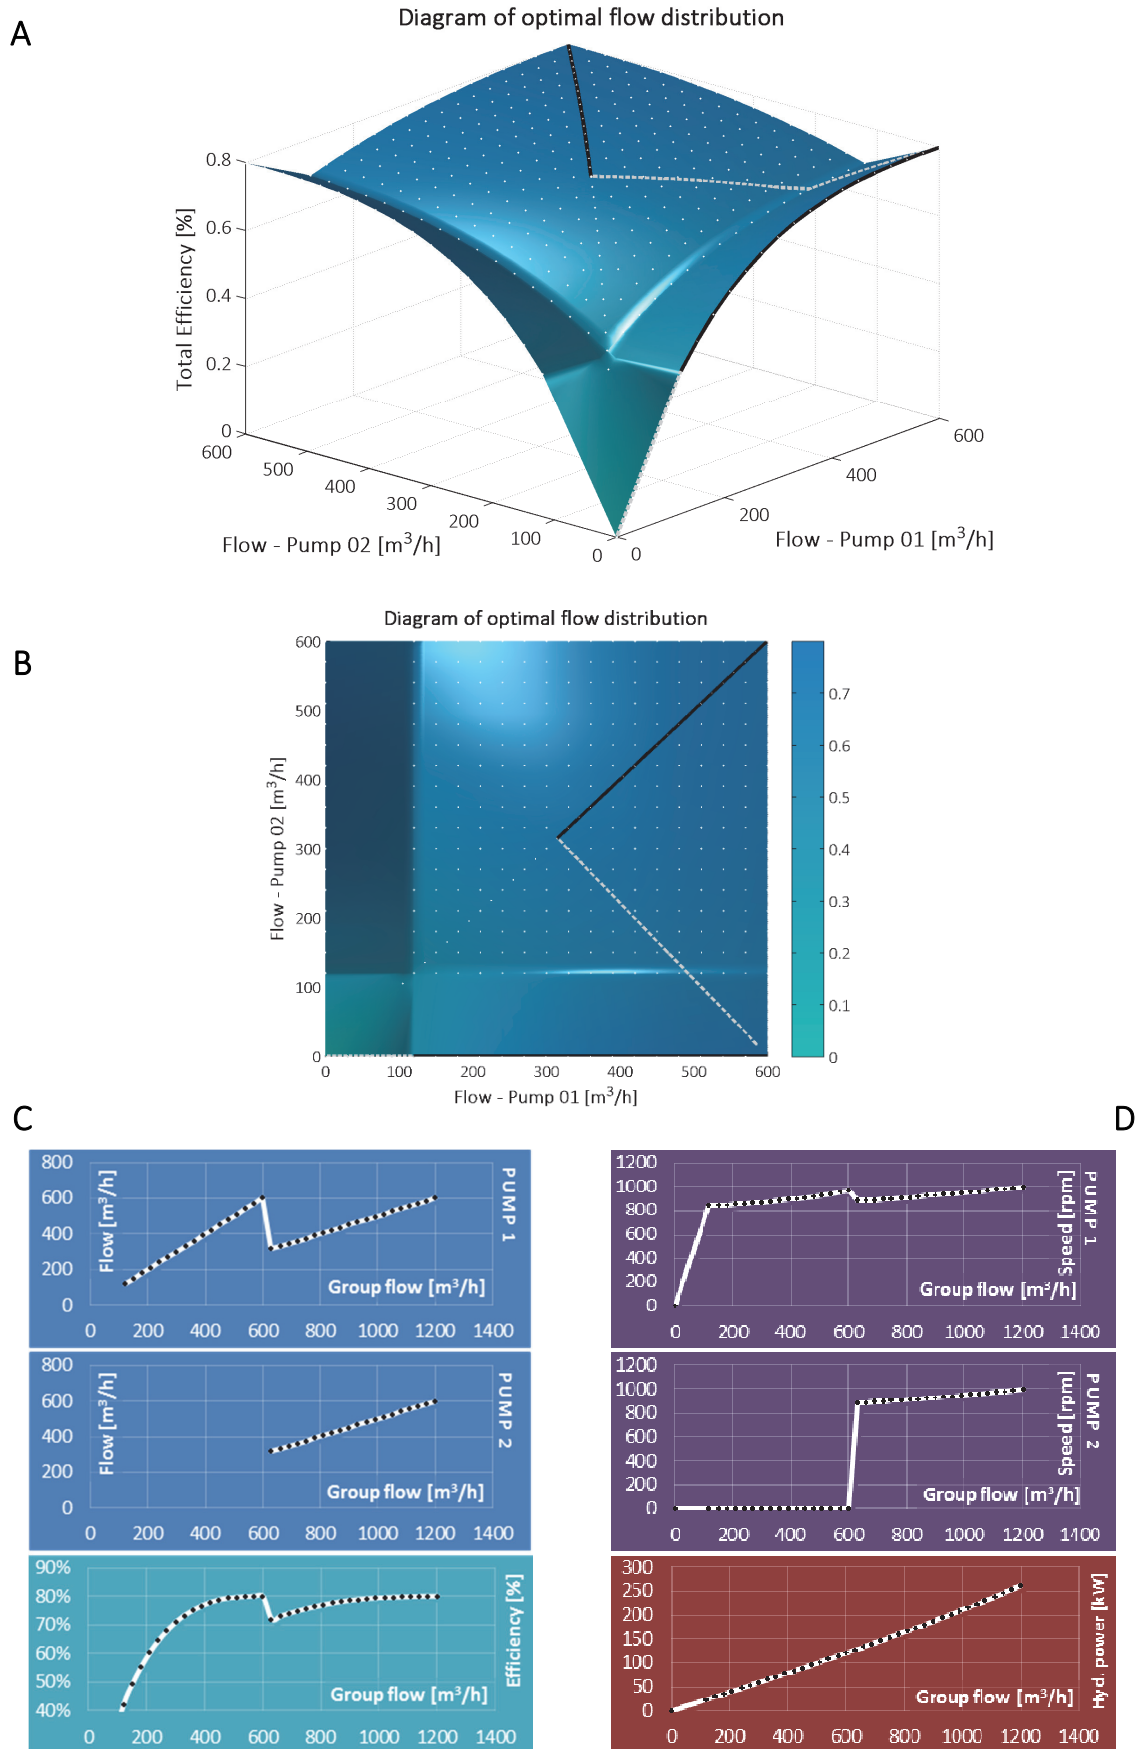 A
Diagram of optimal flow distribution
Total Efficiency [%]
0.8
0.6
0.4
0.2
0
600
500
400
300
200
100
0
0
200
400
600
Flow - Pump 02 [m³/h]
Flow - Pump 01 [m³/h]
B
Diagram of optimal flow distribution
Flow - Pump 02 [m³/h]
600
500
400
300
200
100
0
0 100 200 300 400 500 600
Flow - Pump 01 [m³/h]
0.7
0.6
0.5
0.4
0.3
0.2
0.1
0
C
800
600
400
200
0
Flow [m³/h]
PUMP 1
Group flow [m³/h]
0 200 400 600 800 1000 1200 1400
800
600
400
200
0
Flow [m³/h]
PUMP 2
Group flow [m³/h]
0 200 400 600 800 1000 1200 1400
90%
80%
70%
60%
50%
40%
Efficiency [%]
Group flow [m³/h]
0 200 400 600 800 1000 1200 1400
D
1200
1000
800
600
400
200
0
Speed [rpm]
PUMP 1
Group flow [m³/h]
0 200 400 600 800 1000 1200 1400
1200
1000
800
600
400
200
0
Speed [rpm]
PUMP 2
Group flow [m³/h]
0 200 400 600 800 1000 1200 1400
300
250
200
150
100
50
0
Hyd. power [kW]
Group flow [m³/h]
0 200 400 600 800 1000 1200 1400